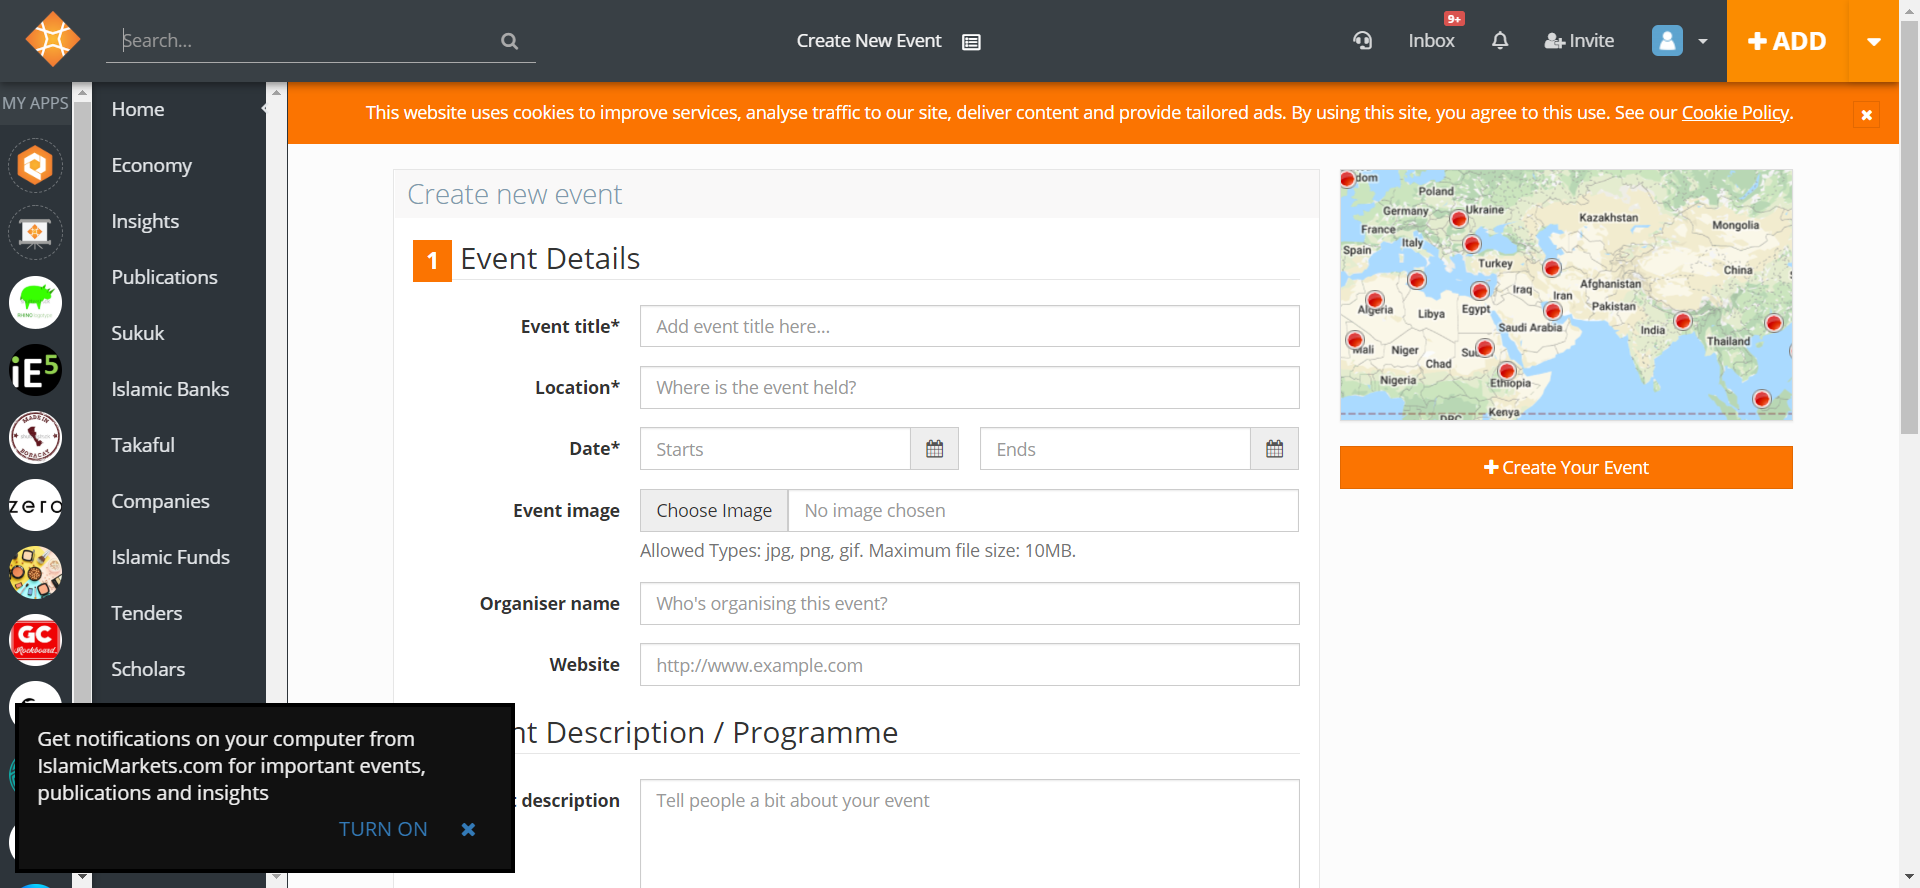 Search...
Create New Event
Inbox
9+
Invite
ADD
MY APPS
Home
Economy
Insights
Publications
Sukuk
Islamic Banks
Takaful
Companies
Islamic Funds
Tenders
Scholars
iE5
MADE IN
BORACAY
zero
GC
Rockboard
This website uses cookies to improve services, analyse traffic to our site, deliver content and provide tailored ads. By using this site, you agree to this use. See our Cookie Policy.
Create new event
1 Event Details
Event title*
Add event title here...
Location*
Where is the event held?
Date*
Starts
Ends
Event image
Choose Image
No image chosen
Allowed Types: jpg, png, gif. Maximum file size: 10MB.
Organiser name
Who's organising this event?
Website
http://www.example.com
nt Description / Programme
t description
Tell people a bit about your event
dom
Poland
Germany
Ukraine
Kazakhstan
Mongolia
France
Italy
Spain
Turkey
China
Iraq
Iran
Afghanistan
Algeria
Libya
Egypt
Pakistan
Saudi Arabia
India
Mali
Niger
Chad
Su
Thailand
Nigeria
Ethiopia
Kenya
DRC
Create Your Event
Get notifications on your computer from
IslamicMarkets.com for important events,
publications and insights
TURN ON